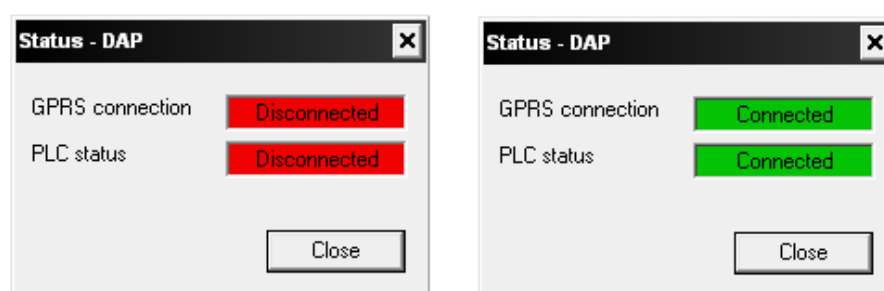 Status - DAP
GPRS connection Disconnected
PLC status Disconnected
Close
Status - DAP
GPRS connection Connected
PLC status Connected
Close